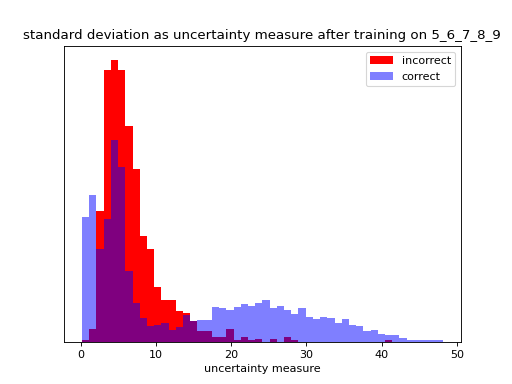 standard deviation as uncertainty measure after training on 5_6_7_8_9
incorrect
correct
0 10 20 30 40 50
uncertainty measure